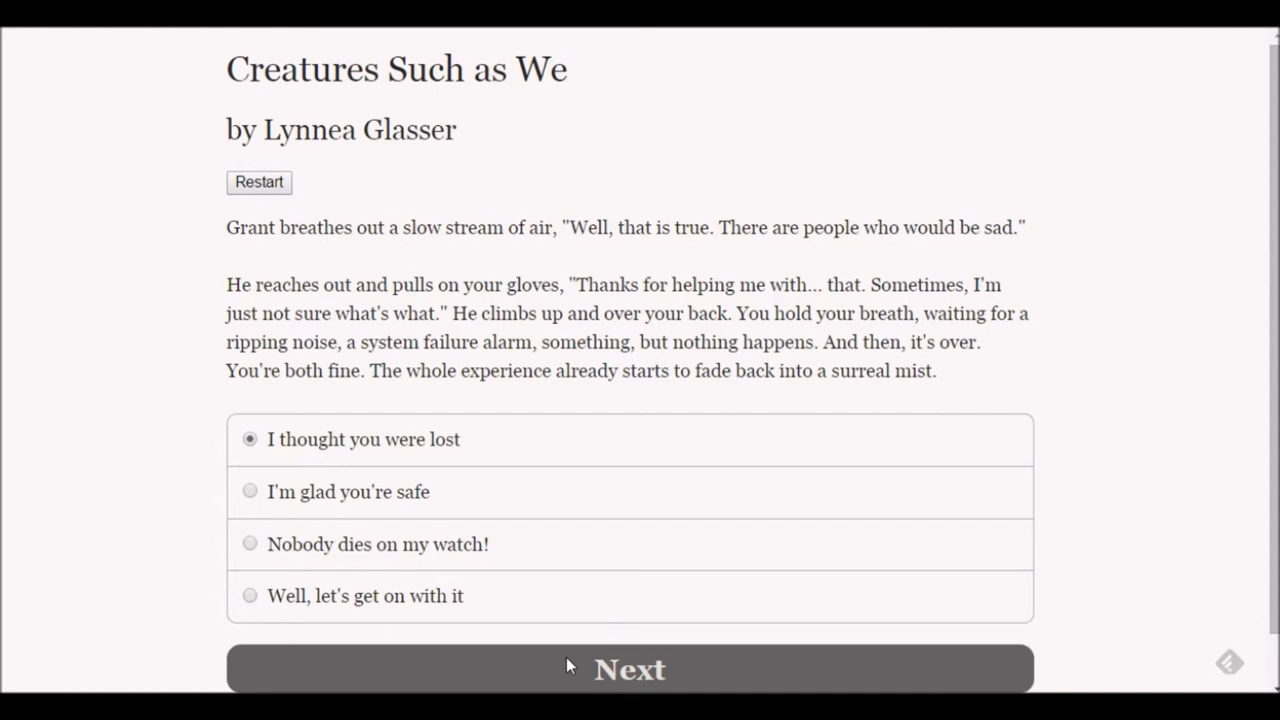 Creatures Such as We
by Lynnea Glasser
Restart
Grant breathes out a slow stream of air, "Well, that is true. There are people who would be sad."
He reaches out and pulls on your gloves, "Thanks for helping me with... that. Sometimes, I'm
just not sure what's what." He climbs up and over your back. You hold your breath, waiting for a
ripping noise, a system failure alarm, something, but nothing happens. And then, it's over.
You're both fine. The whole experience already starts to fade back into a surreal mist.
I thought you were lost
I'm glad you're safe
Nobody dies on my watch!
Well, let's get on with it
Next